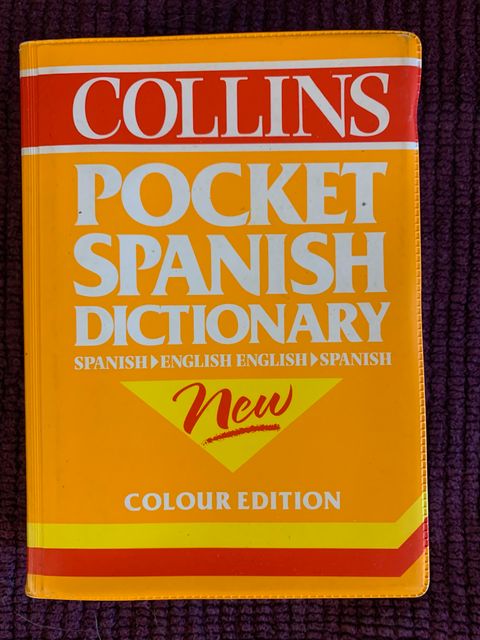 COLLINS
POCKET
SPANISH
DICTIONARY
SPANISH▶ENGLISH ENGLISH▶SPANISH
New
COLOUR EDITION